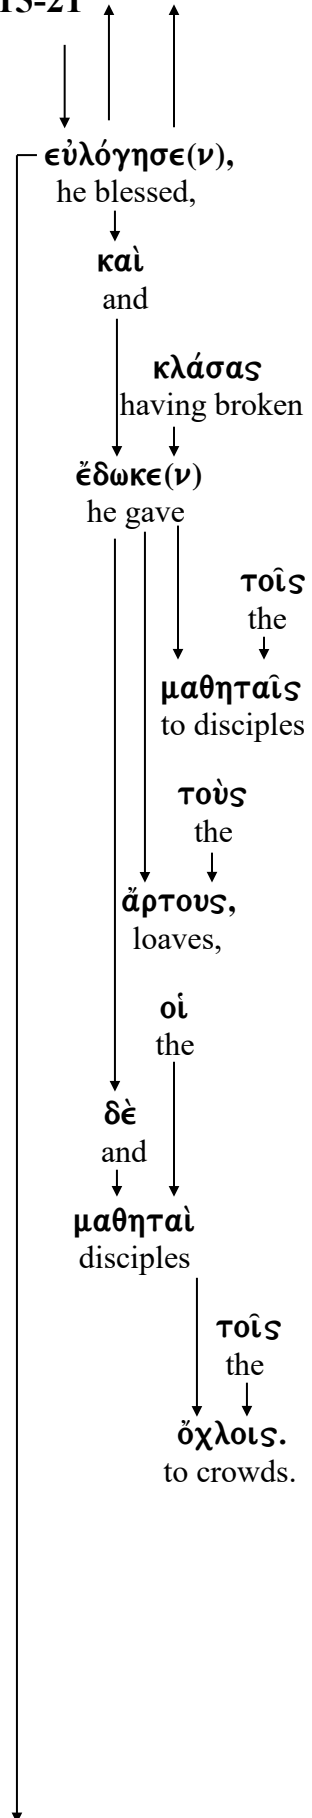 15-21
εὐλόγησε(ν),
he blessed,
καὶ
and
κλάσας
having broken
ἔδωκε(ν)
he gave
τοῖς
the
μαθηταῖς
to disciples
τοὺς
the
ἄρτους,
loaves,
οἱ
the
δὲ
and
μαθηταὶ
disciples
τοῖς
the
ὄχλοις.
to crowds.